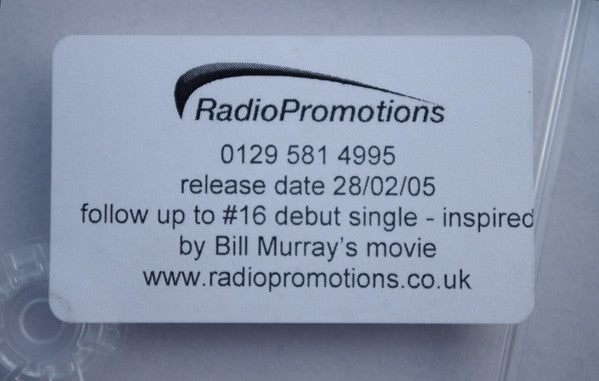 RadioPromotions
0129 581 4995
release date 28/02/05
follow up to #16 debut single - inspired
by Bill Murray's movie
www.radiopromotions.co.uk